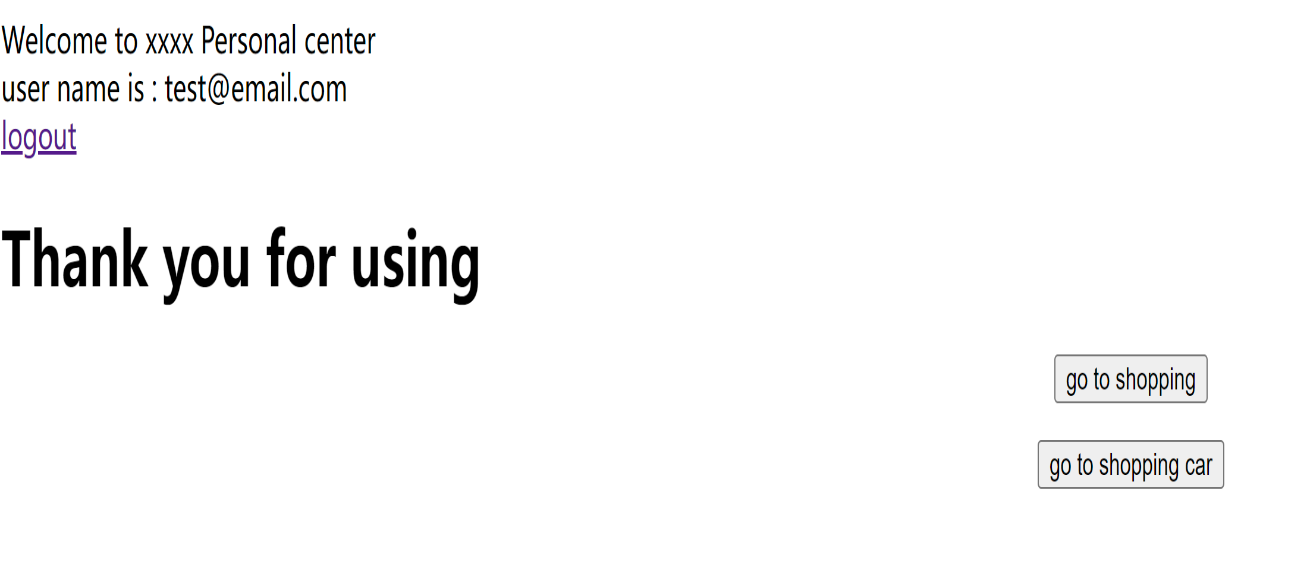 Welcome to xxxx Personal center
user name is : test@email.com
logout
Thank you for using
go to shopping
go to shopping car